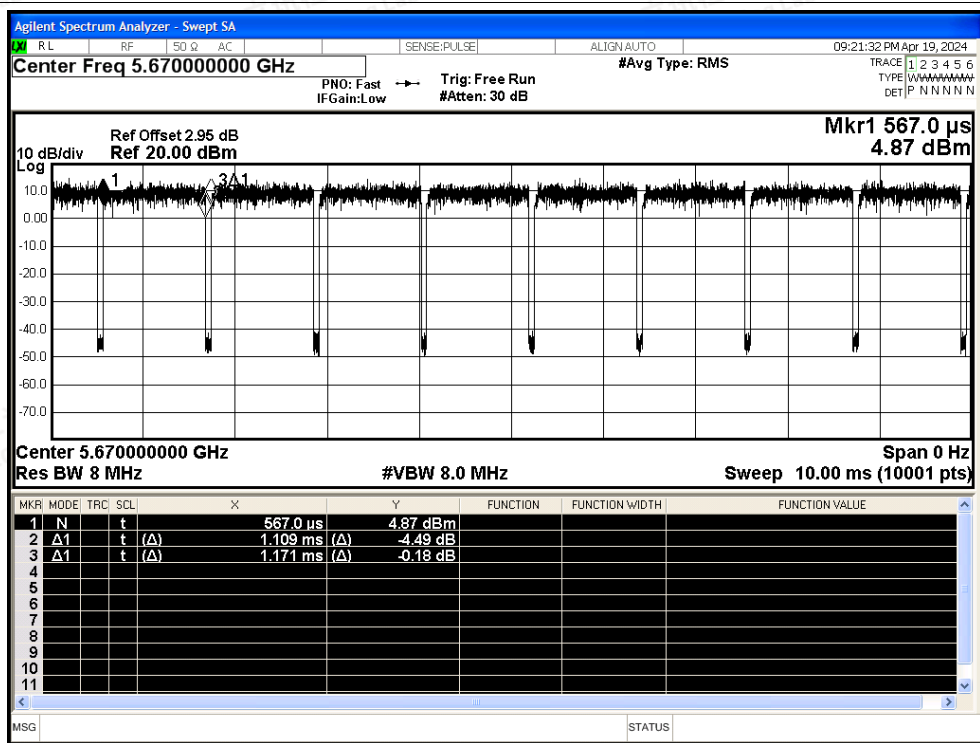 Agilent Spectrum Analyzer - Swept SA
LXI RL RF 50 Ω AC SENSE:PULSE ALIGN AUTO 09:21:32 PM Apr 19, 2024
Center Freq 5.670000000 GHz #Avg Type: RMS TRACE 1 2 3 4 5 6
PNO: Fast Trig: Free Run TYPE WWWWWW
IFGain:Low #Atten: 30 dB DET P N N N N N
Ref Offset 2.95 dB Mkr1 567.0 µs
10 dB/div Ref 20.00 dBm 4.87 dBm
Log
1 3Δ1
10.0
0.00
-10.0
-20.0
-30.0
-40.0
-50.0
-60.0
-70.0
Center 5.670000000 GHz Span 0 Hz
Res BW 8 MHz #VBW 8.0 MHz Sweep 10.00 ms (10001 pts)
MKR MODE TRC SCL X Y FUNCTION FUNCTION WIDTH FUNCTION VALUE
1 N t 567.0 µs 4.87 dBm
2 Δ1 t (Δ) 1.109 ms (Δ) -4.49 dB
3 Δ1 t (Δ) 1.171 ms (Δ) -0.18 dB
4
5
6
7
8
9
10
11
MSG STATUS